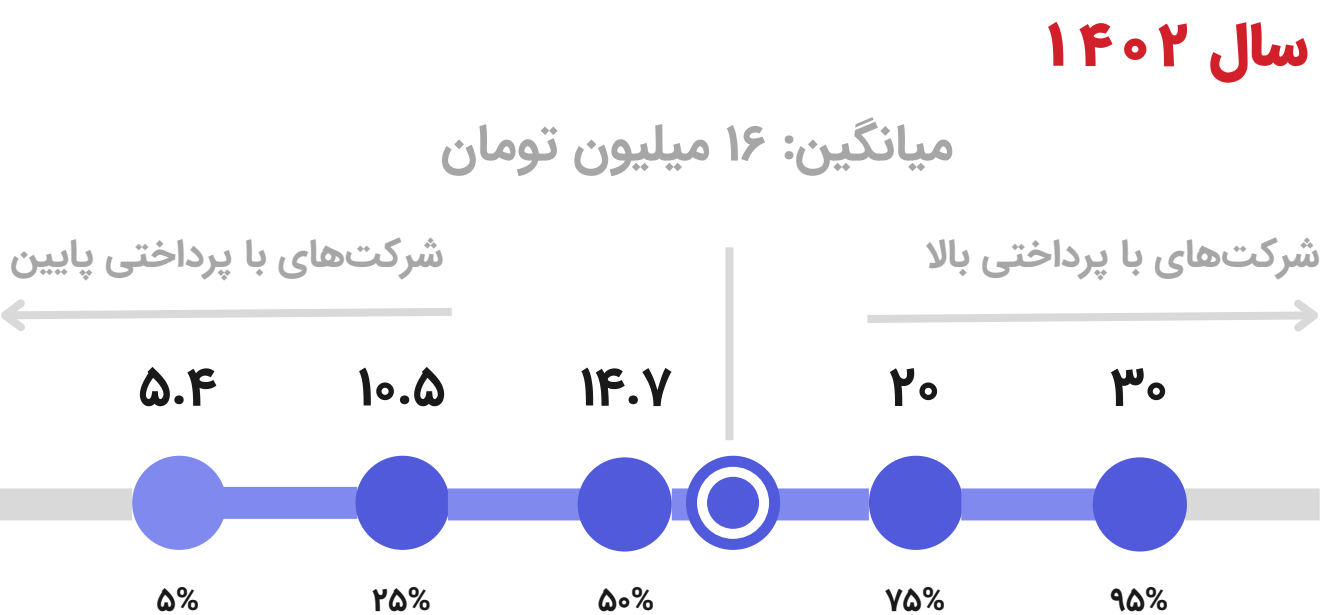 سال ۱۴۰۲
میانگین: ۱۶ میلیون تومان
شرکت‌های با پرداختی بالا
شرکت‌های با پرداختی پایین
۵.۴ ۱۰.۵ ۱۴.۷ ۲۰ ۳۰
۵% ۲۵% ۵۰% ۷۵% ۹۵%